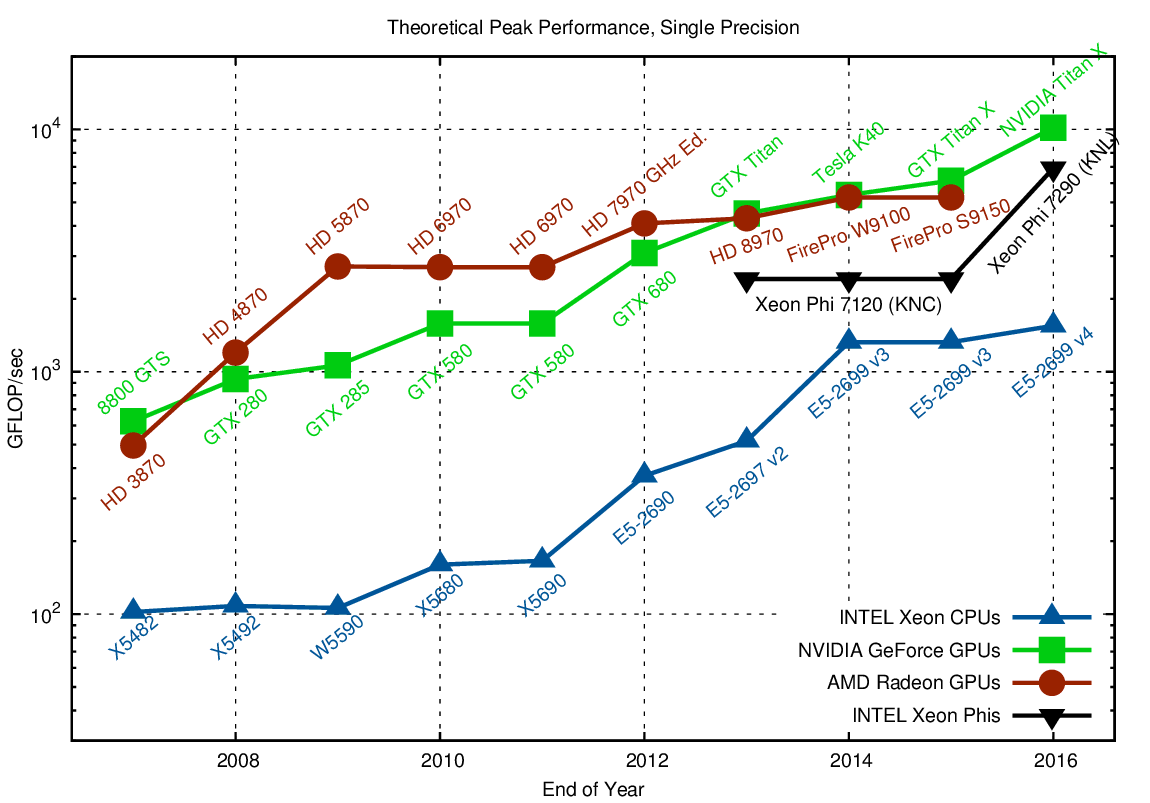 Theoretical Peak Performance, Single Precision
GFLOP/sec
10^4
10^3
10^2
8800 GTS
GTX 280
GTX 285
GTX 580
GTX 580
GTX 680
GTX Titan
Tesla K40
GTX Titan X
NVIDIA Titan X
HD 3870
HD 4870
HD 5870
HD 6970
HD 6970
HD 7970 GHz Ed.
HD 8970
FirePro W9100
FirePro S9150
Xeon Phi 7120 (KNC)
Xeon Phi 7290 (KNL)
X5482
X5492
W5590
X5680
X5690
E5-2690
E5-2697 v2
E5-2699 v3
E5-2699 v3
E5-2699 v4
INTEL Xeon CPUs
NVIDIA GeForce GPUs
AMD Radeon GPUs
INTEL Xeon Phis
2008
2010
2012
2014
2016
End of Year